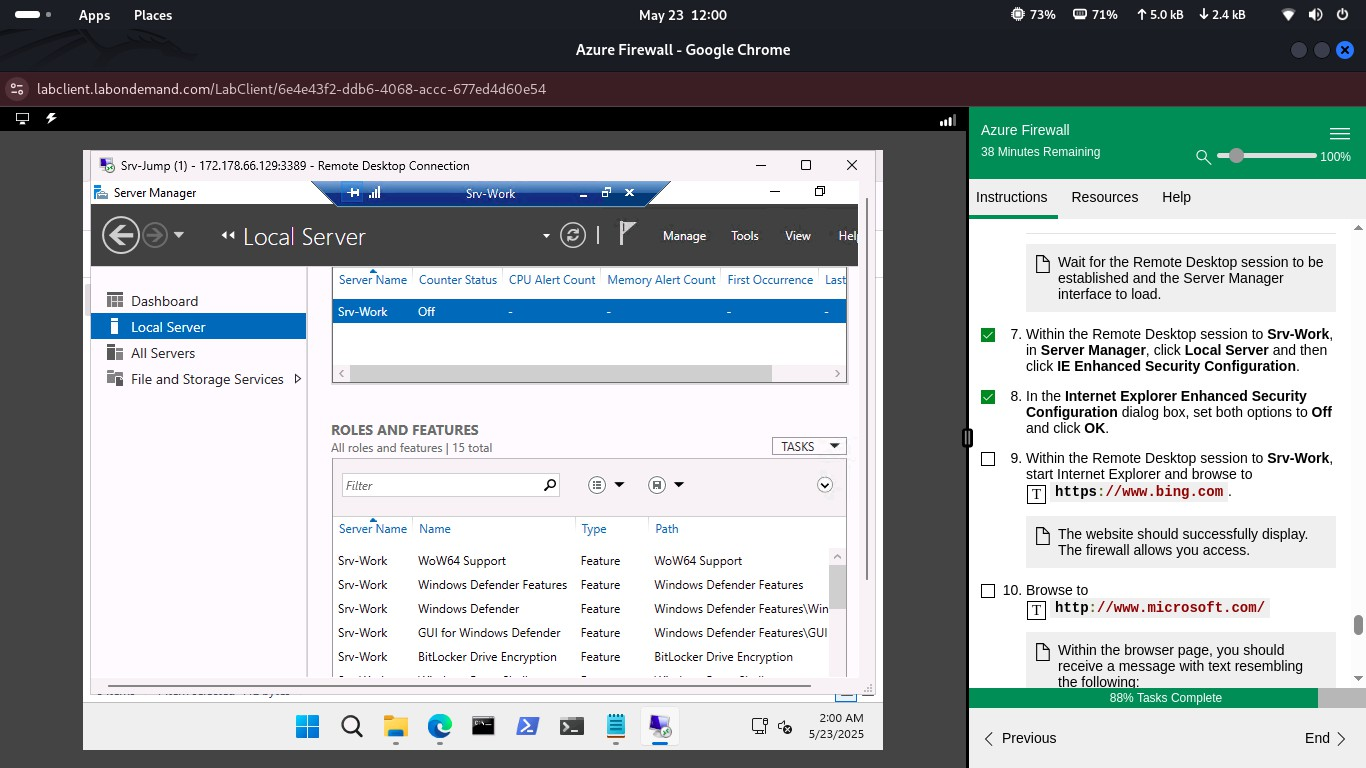 Apps Places May 23 12:00 73% 71% 5.0 kB 2.4 kB
Azure Firewall - Google Chrome
labclient.labondemand.com/LabClient/6e4e43f2-ddb6-4068-accc-677ed4d60e54
Srv-Jump (1) - 172.178.66.129:3389 - Remote Desktop Connection
Server Manager
Srv-Work
Local Server
Manage Tools View Help
Dashboard
Local Server
All Servers
File and Storage Services
Server Name Counter Status CPU Alert Count Memory Alert Count First Occurrence Last
Srv-Work Off - - - -
ROLES AND FEATURES
All roles and features | 15 total
TASKS
Filter
Server Name Name Type Path
Srv-Work WoW64 Support Feature WoW64 Support
Srv-Work Windows Defender Features Feature Windows Defender Features
Srv-Work Windows Defender Feature Windows Defender Features\Win
Srv-Work GUI for Windows Defender Feature Windows Defender Features\GUI
Srv-Work BitLocker Drive Encryption Feature BitLocker Drive Encryption
2:00 AM
5/23/2025
Azure Firewall
38 Minutes Remaining
100%
Instructions Resources Help
Wait for the Remote Desktop session to be
established and the Server Manager
interface to load.
7. Within the Remote Desktop session to Srv-Work,
in Server Manager, click Local Server and then
click IE Enhanced Security Configuration.
8. In the Internet Explorer Enhanced Security
Configuration dialog box, set both options to Off
and click OK.
9. Within the Remote Desktop session to Srv-Work,
start Internet Explorer and browse to
T https://www.bing.com .
The website should successfully display.
The firewall allows you access.
10. Browse to
T http://www.microsoft.com/
Within the browser page, you should
receive a message with text resembling
the following:
88% Tasks Complete
Previous End